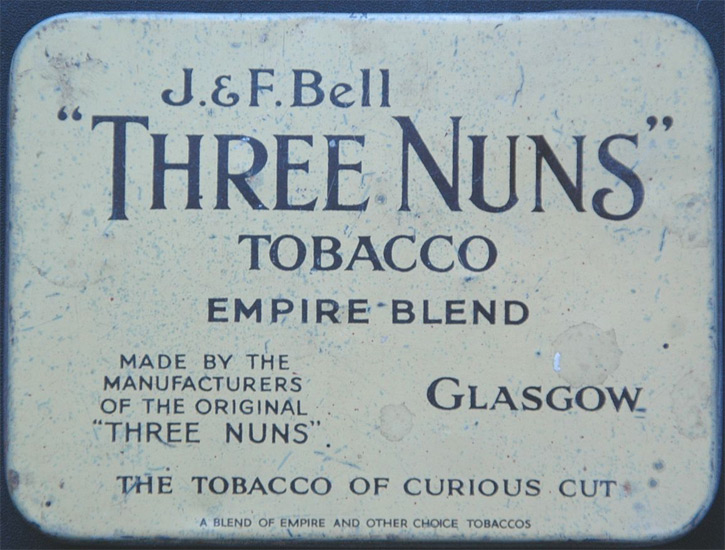 J. & F. Bell
"THREE NUNS"
TOBACCO
EMPIRE BLEND
MADE BY THE
MANUFACTURERS
OF THE ORIGINAL
"THREE NUNS".
GLASGOW
THE TOBACCO OF CURIOUS CUT
A BLEND OF EMPIRE AND OTHER CHOICE TOBACCOS